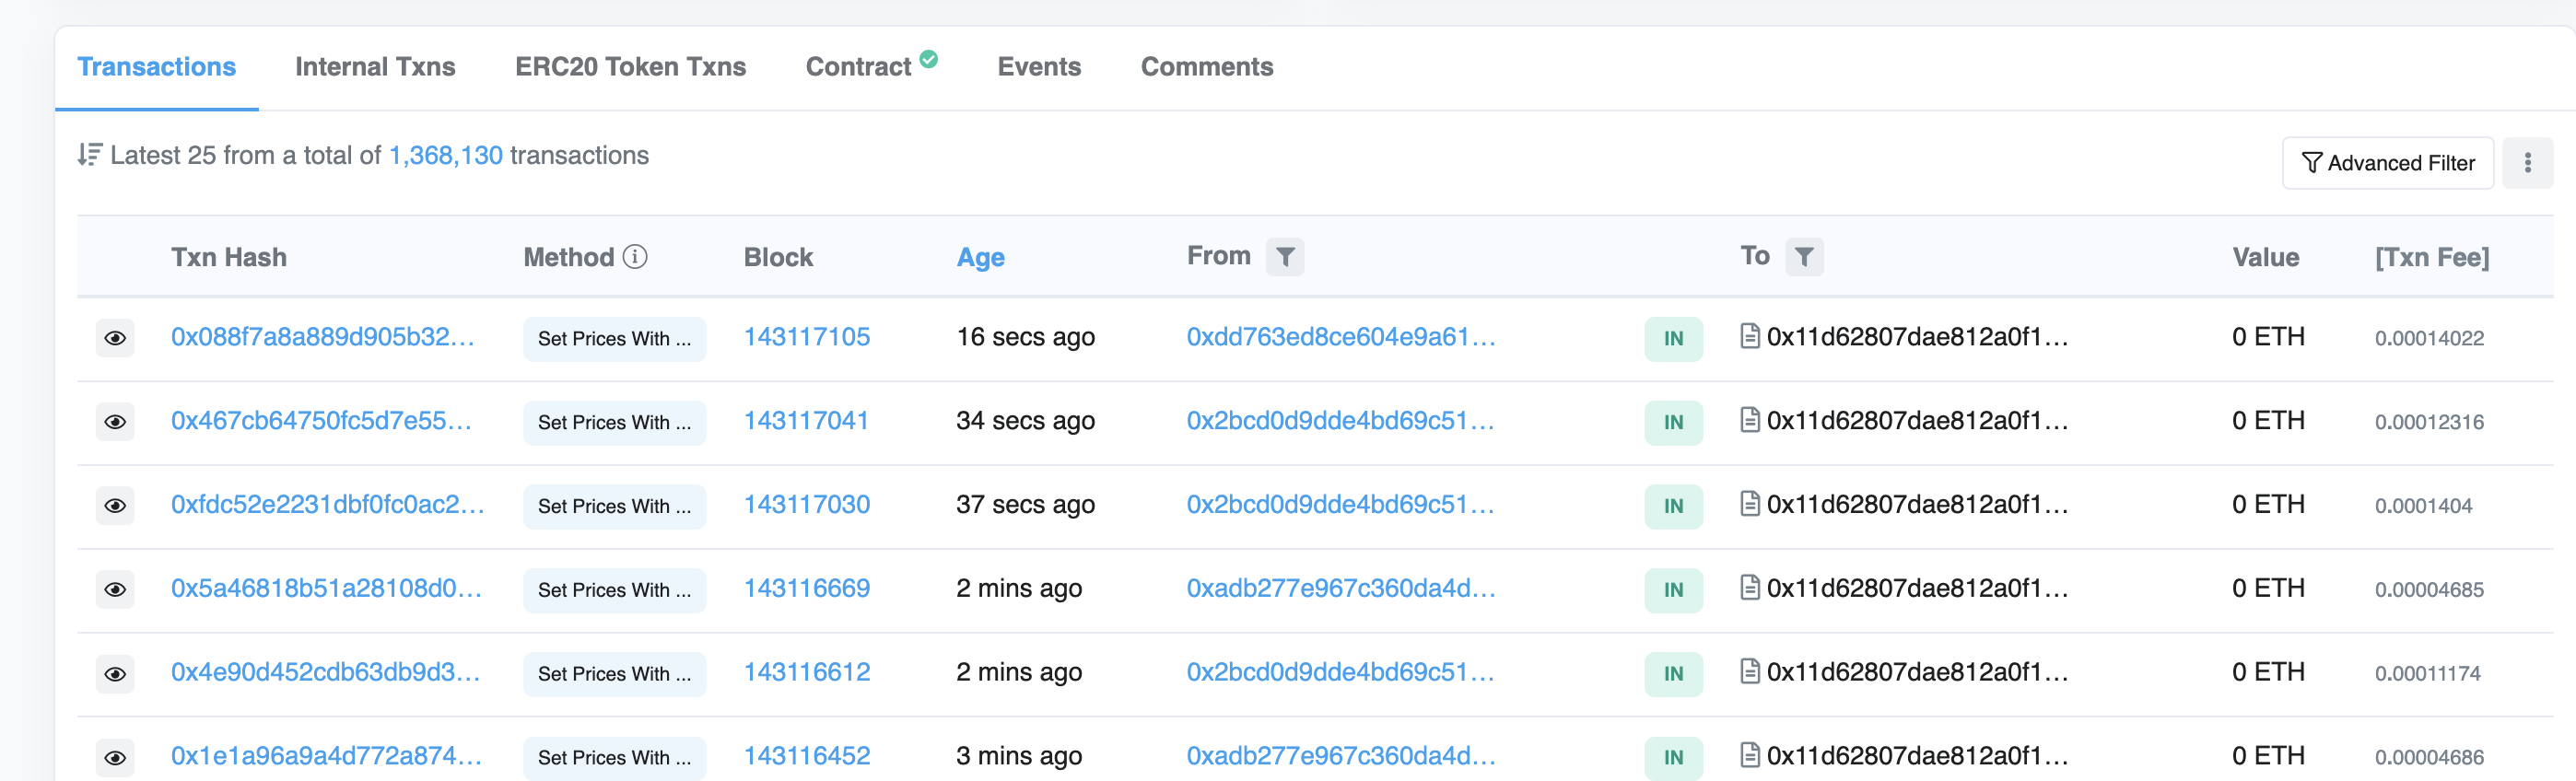 Transactions Internal Txns ERC20 Token Txns Contract Events Comments
Latest 25 from a total of 1,368,130 transactions
Advanced Filter
Txn Hash Method Block Age From To Value [Txn Fee]
0x088f7a8a889d905b32... Set Prices With ... 143117105 16 secs ago 0xdd763ed8ce604e9a61... IN 0x11d62807dae812a0f1... 0 ETH 0.00014022
0x467cb64750fc5d7e55... Set Prices With ... 143117041 34 secs ago 0x2bcd0d9dde4bd69c51... IN 0x11d62807dae812a0f1... 0 ETH 0.00012316
0xfdc52e2231dbf0fc0ac2... Set Prices With ... 143117030 37 secs ago 0x2bcd0d9dde4bd69c51... IN 0x11d62807dae812a0f1... 0 ETH 0.0001404
0x5a46818b51a28108d0... Set Prices With ... 143116669 2 mins ago 0xadb277e967c360da4d... IN 0x11d62807dae812a0f1... 0 ETH 0.00004685
0x4e90d452cdb63db9d3... Set Prices With ... 143116612 2 mins ago 0x2bcd0d9dde4bd69c51... IN 0x11d62807dae812a0f1... 0 ETH 0.00011174
0x1e1a96a9a4d772a874... Set Prices With ... 143116452 3 mins ago 0xadb277e967c360da4d... IN 0x11d62807dae812a0f1... 0 ETH 0.00004686